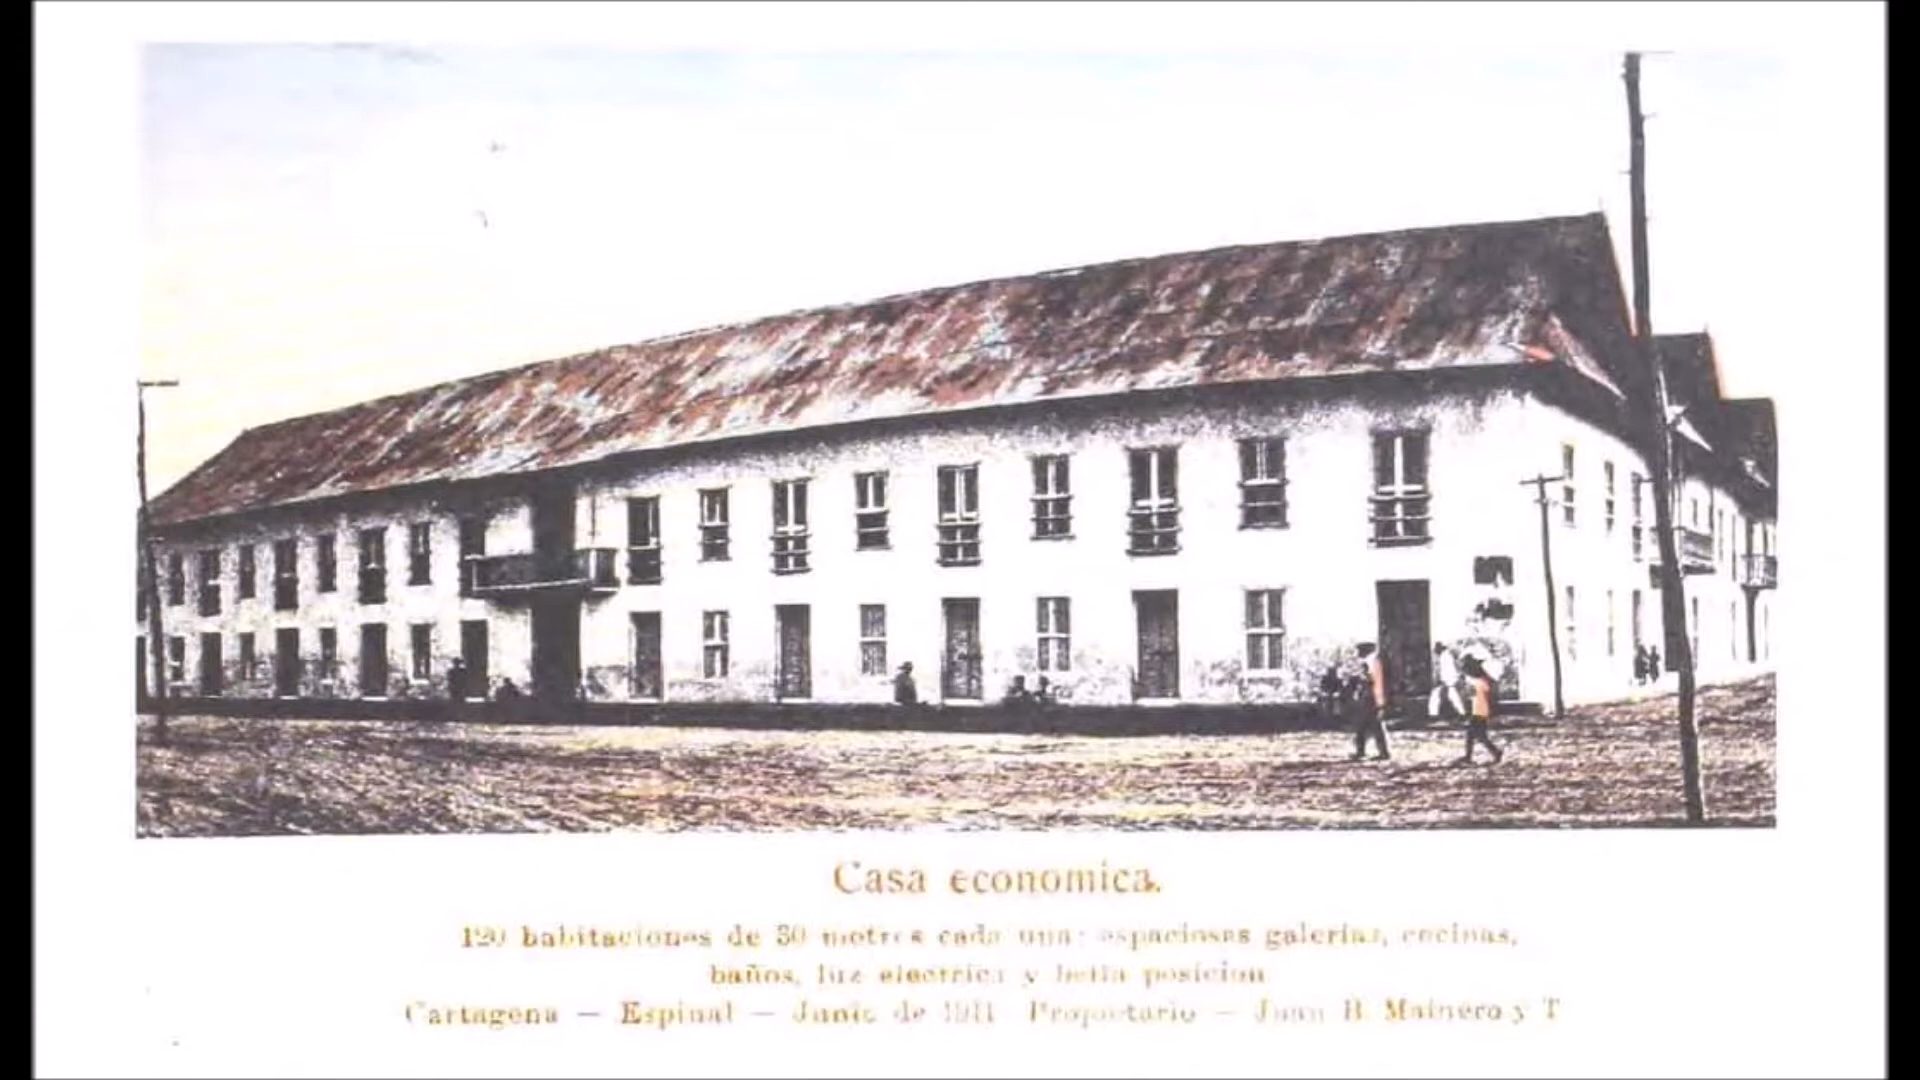 Casa economica.
120 habitaciones de 30 metros cada una: espaciosas galerias, cocinas,
baños, luz electrica y bella posicion
Cartagena — Espinal — Junio de 1911 Propietario — Juan B. Mainero y T